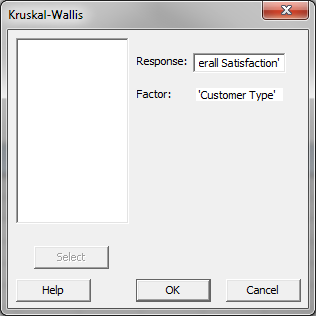 Kruskal-Wallis
Response: erall Satisfaction'
Factor: 'Customer Type'
Select
Help OK Cancel